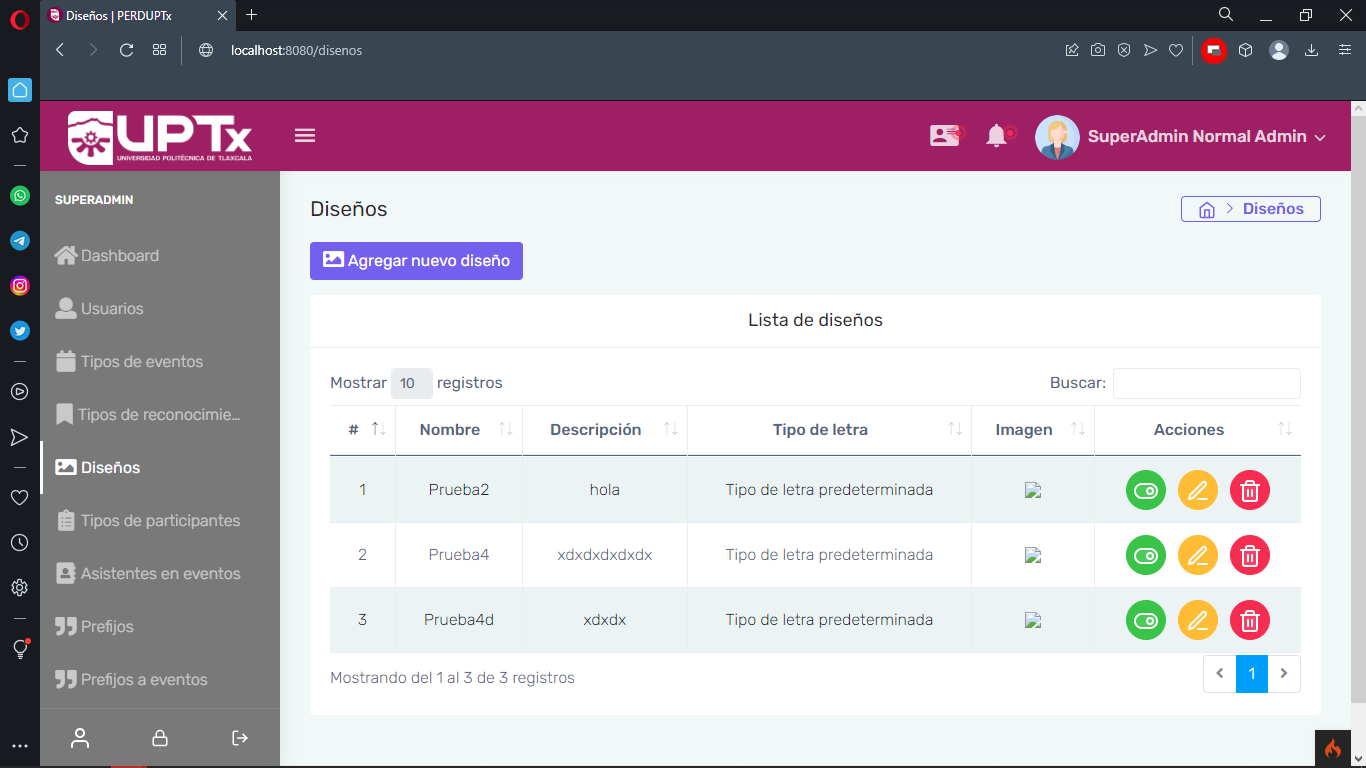 Diseños | PERDUPTx
localhost:8080/disenos
UPTx
UNIVERSIDAD POLITÉCNICA DE TLAXCALA
SuperAdmin Normal Admin
SUPERADMIN
Dashboard
Usuarios
Tipos de eventos
Tipos de reconocimie...
Diseños
Tipos de participantes
Asistentes en eventos
Prefijos
Prefijos a eventos
Diseños
Diseños
Agregar nuevo diseño
Lista de diseños
Mostrar 10 registros
Buscar:
# Nombre Descripción Tipo de letra Imagen Acciones
1 Prueba2 hola Tipo de letra predeterminada
2 Prueba4 xdxdxdxdxdx Tipo de letra predeterminada
3 Prueba4d xdxdx Tipo de letra predeterminada
Mostrando del 1 al 3 de 3 registros
1